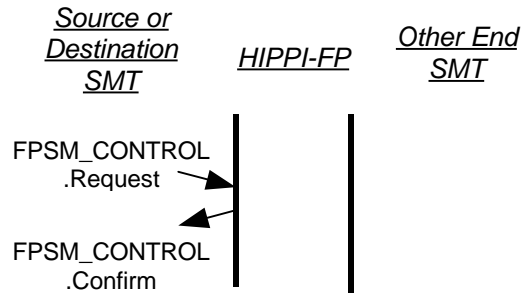 Source or
Destination
SMT
HIPPI-FP
Other End
SMT
FPSM_CONTROL
.Request
FPSM_CONTROL
.Confirm